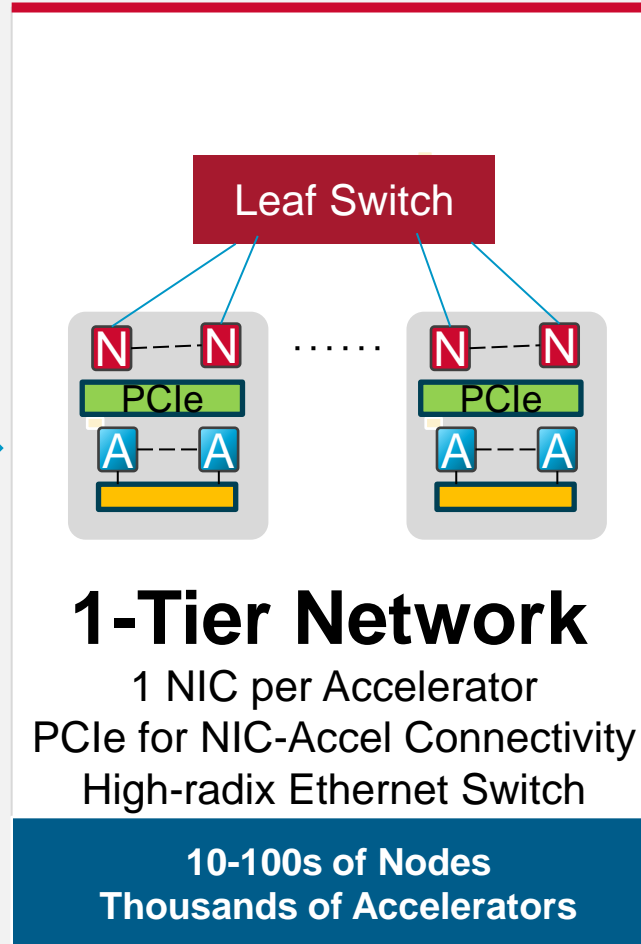 Leaf Switch
N N ...... N N
PCIe PCIe
A A A A
1-Tier Network
1 NIC per Accelerator
PCIe for NIC-Accel Connectivity
High-radix Ethernet Switch
10-100s of Nodes
Thousands of Accelerators